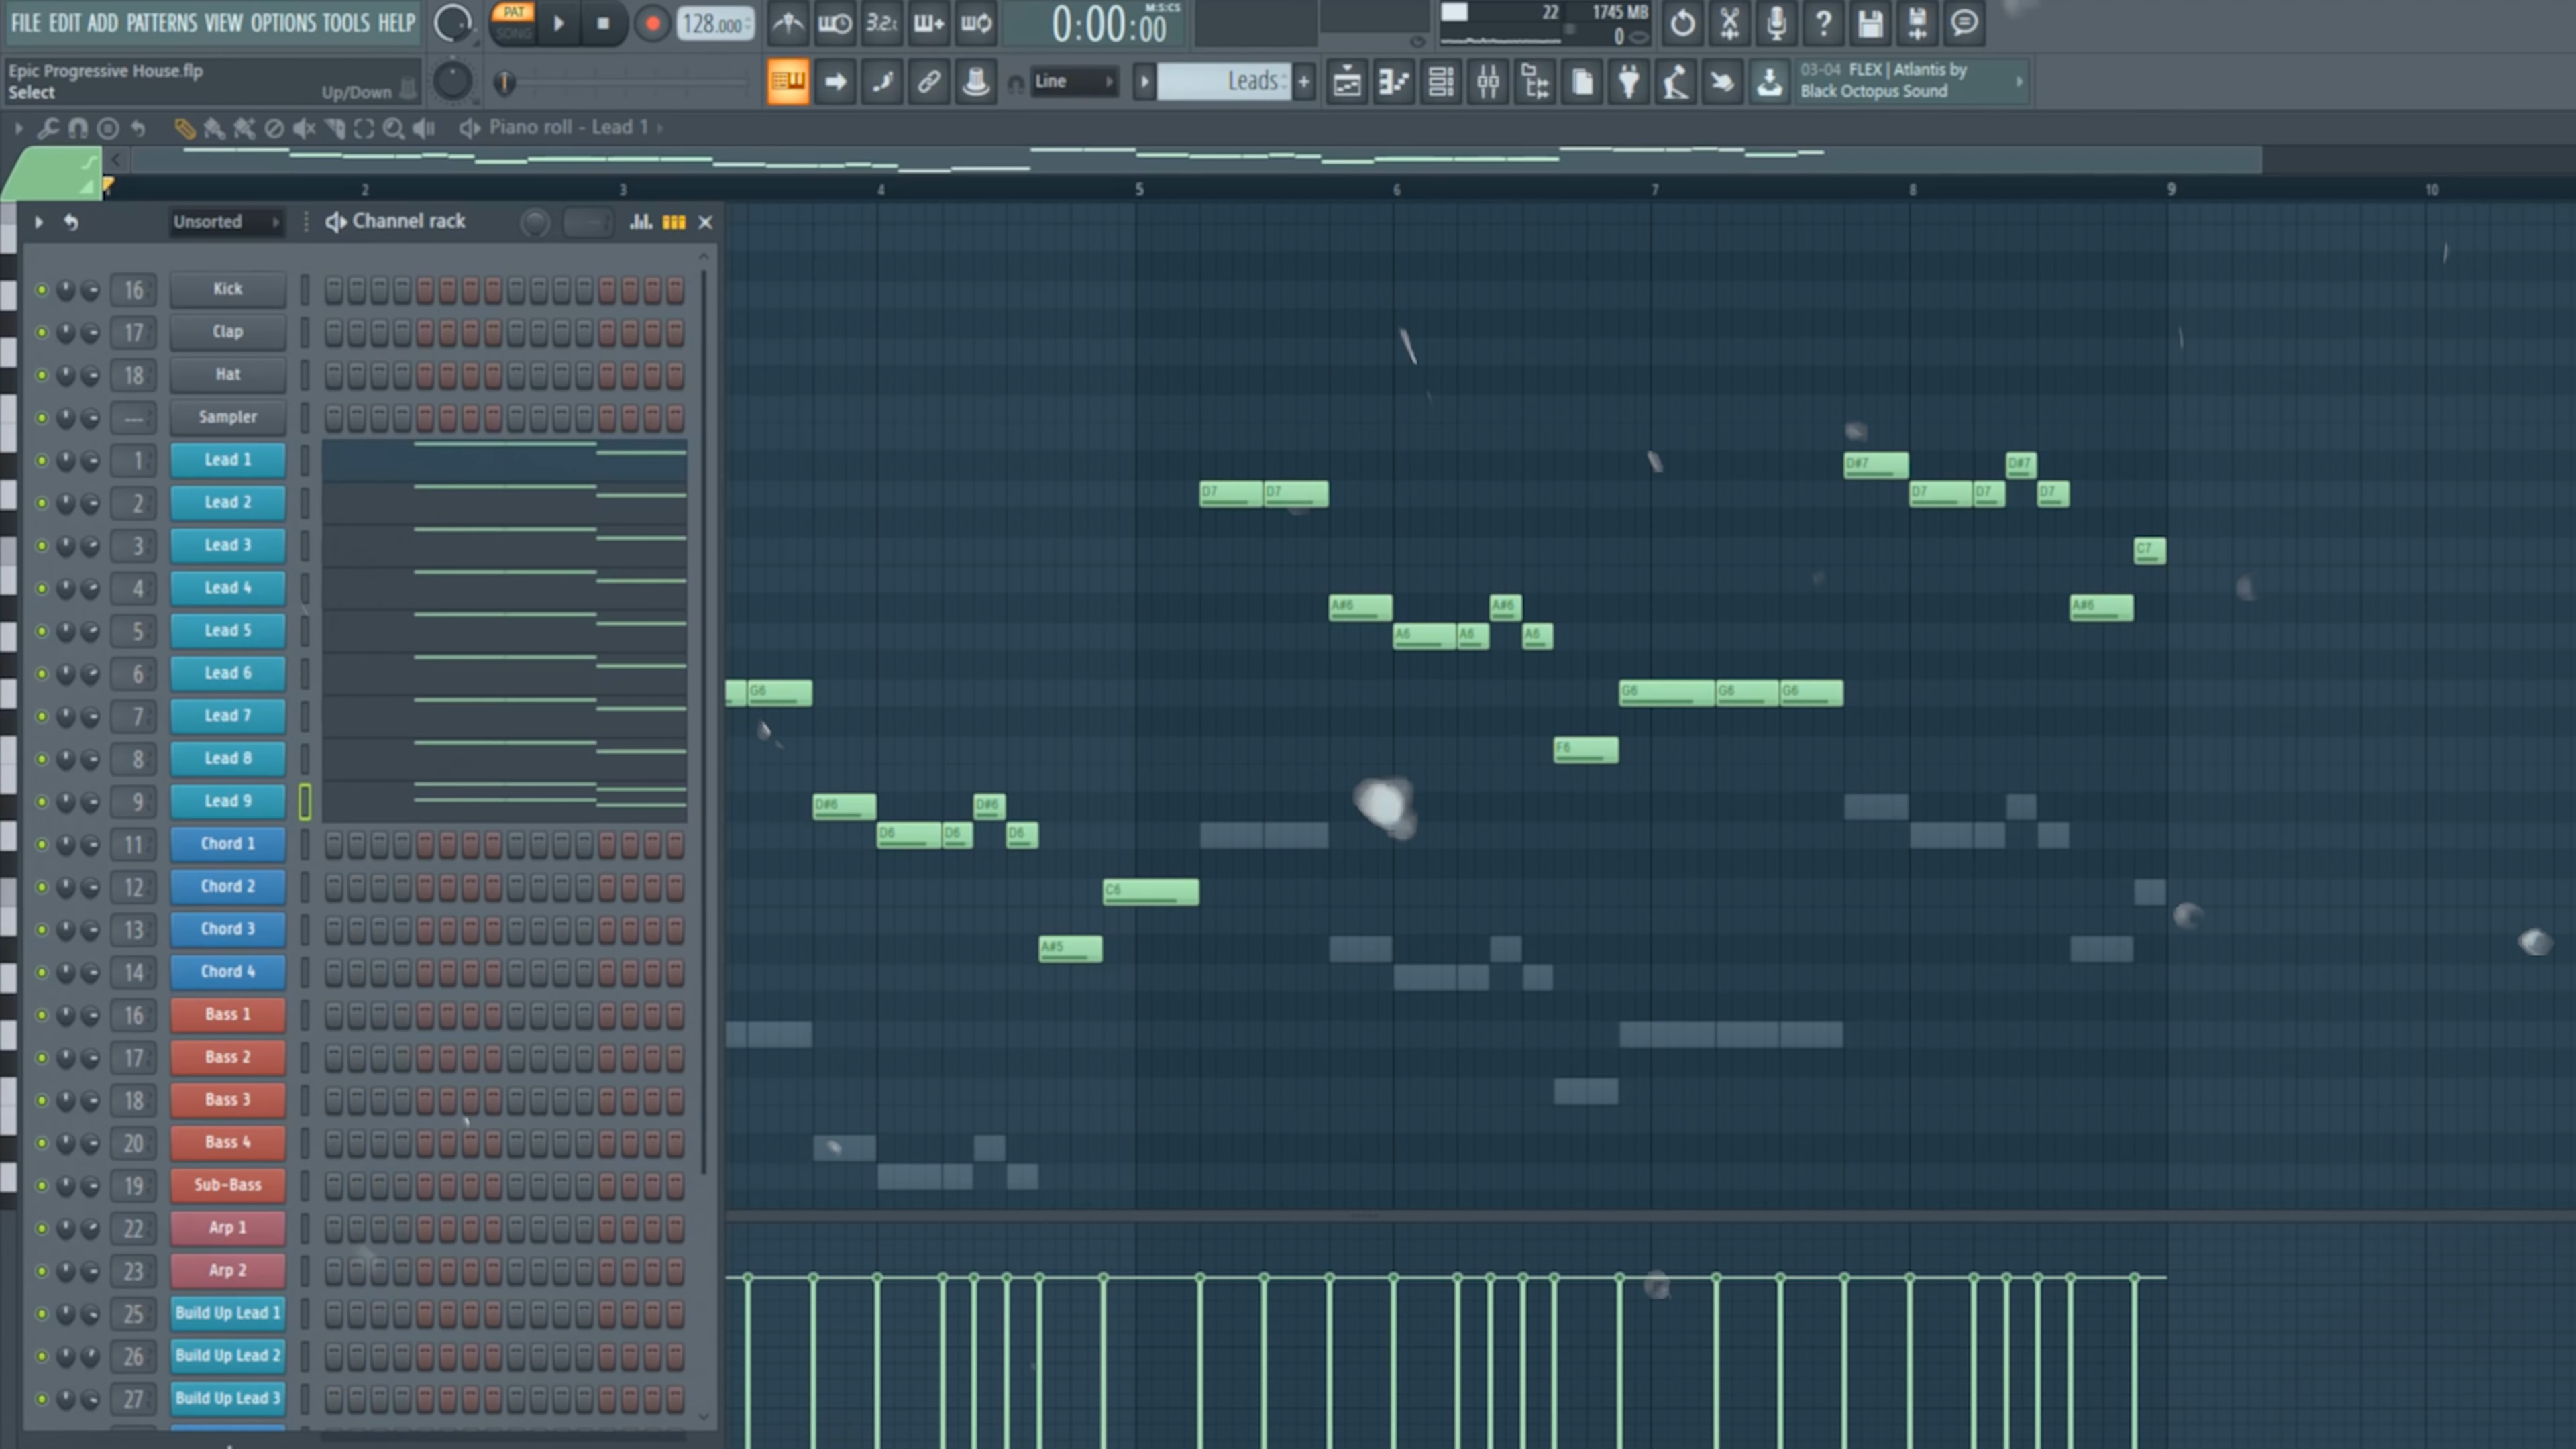 FILE EDIT ADD PATTERNS VIEW OPTIONS TOOLS HELP
PAT
SONG
128.000
3.2.
0:00:00
M:S:CS
22
1745 MB
0
Epic Progressive House.flp
Select
Up/Down
Line
Leads
03-04 FLEX | Atlantis by
Black Octopus Sound
Piano roll - Lead 1
2 3 4 5 6 7 8 9 10
Unsorted
Channel rack
16 Kick
17 Clap
18 Hat
--- Sampler
1 Lead 1
2 Lead 2
3 Lead 3
4 Lead 4
5 Lead 5
6 Lead 6
7 Lead 7
8 Lead 8
9 Lead 9
11 Chord 1
12 Chord 2
13 Chord 3
14 Chord 4
16 Bass 1
17 Bass 2
18 Bass 3
20 Bass 4
19 Sub-Bass
22 Arp 1
23 Arp 2
25 Build Up Lead 1
26 Build Up Lead 2
27 Build Up Lead 3
D#7 D#7
D7 D7 D7 D7 D7
C7
A#6 A#6 A#6
A6 A6 A6
G6 G6 G6 G6
F6
D#6 D#6
D6 D6 D6
C6
A#5